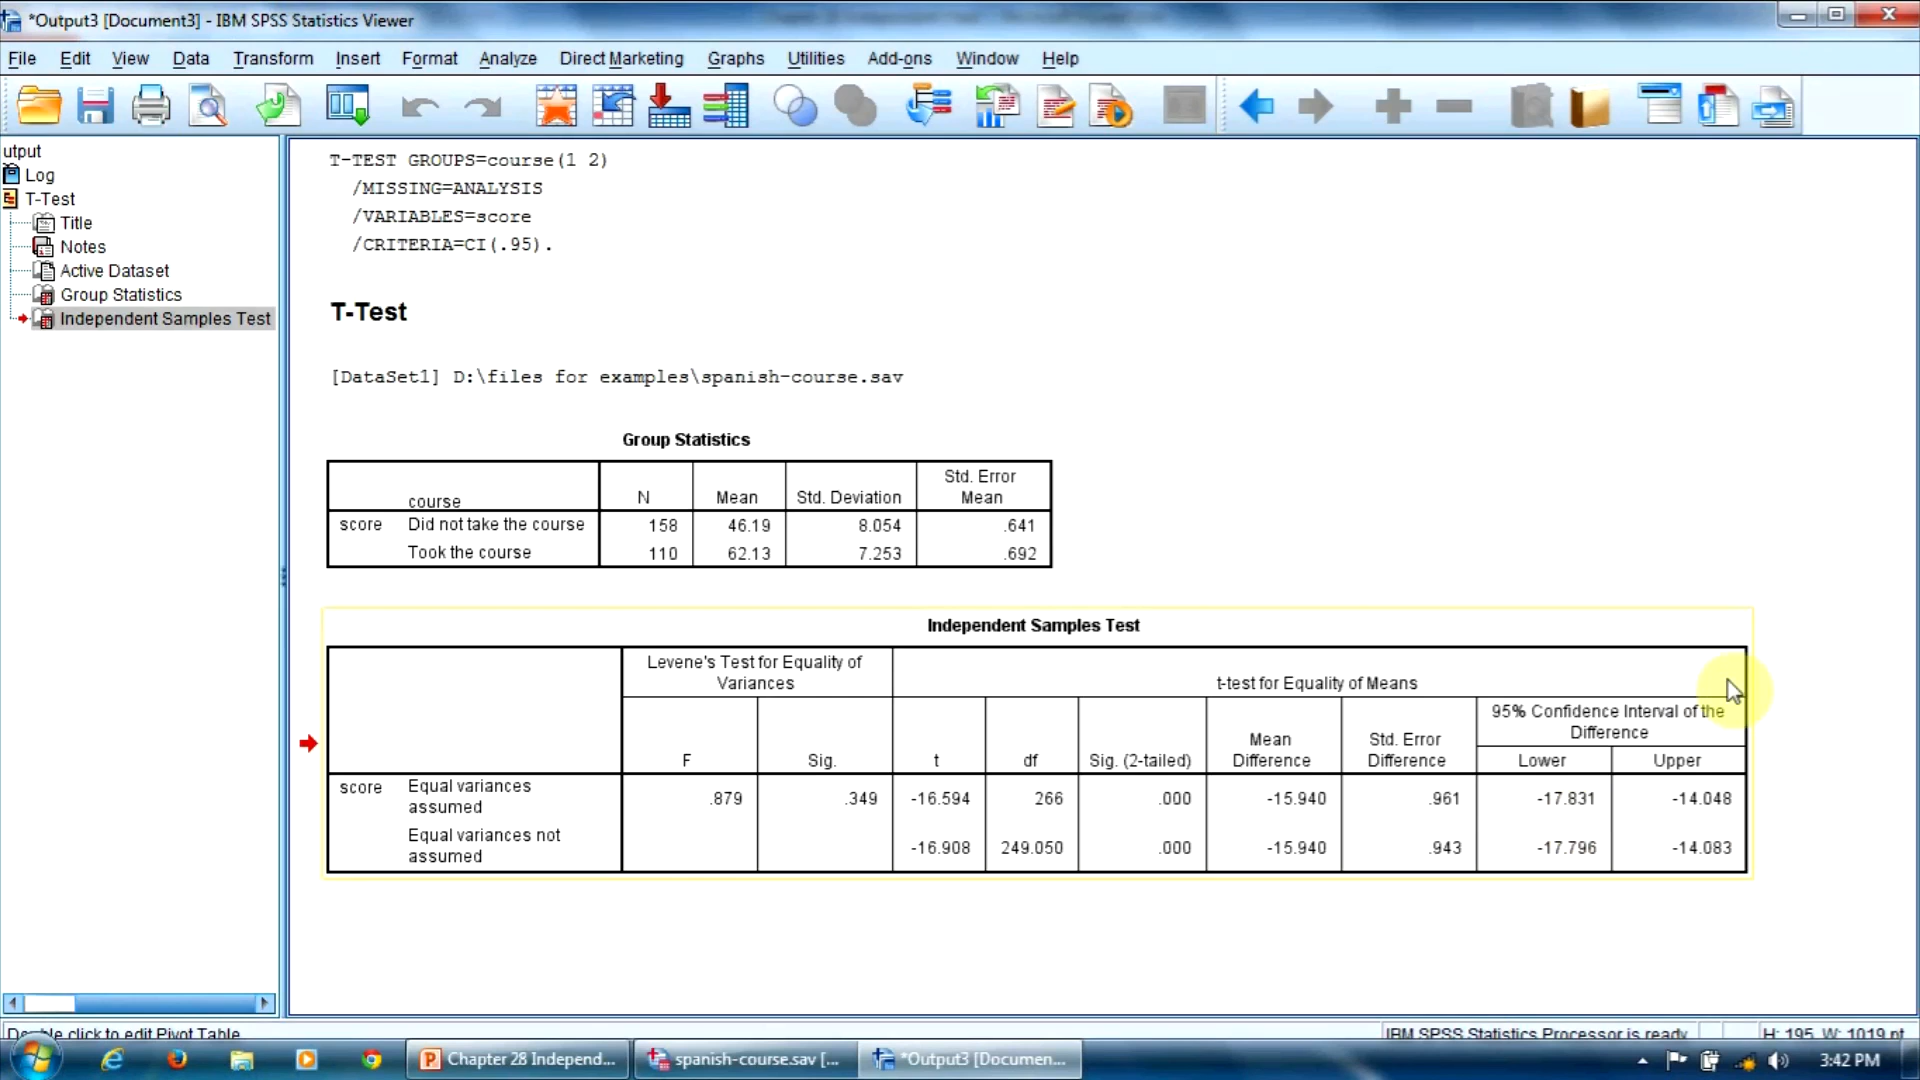 *Output3 [Document3] - IBM SPSS Statistics Viewer
File Edit View Data Transform Insert Format Analyze Direct Marketing Graphs Utilities Add-ons Window Help
utput
Log
T-Test
Title
Notes
Active Dataset
Group Statistics
Independent Samples Test
T-TEST GROUPS=course(1 2)
/MISSING=ANALYSIS
/VARIABLES=score
/CRITERIA=CI(.95).
T-Test
[DataSet1] D:\files for examples\spanish-course.sav
Group Statistics
course N Mean Std. Deviation Std. Error Mean
score Did not take the course 158 46.19 8.054 .641
Took the course 110 62.13 7.253 .692
Independent Samples Test
Levene's Test for Equality of Variances
t-test for Equality of Means
95% Confidence Interval of the Difference
F Sig. t df Sig. (2-tailed) Mean Difference Std. Error Difference Lower Upper
score Equal variances assumed .879 .349 -16.594 266 .000 -15.940 .961 -17.831 -14.048
Equal variances not assumed -16.908 249.050 .000 -15.940 .943 -17.796 -14.083
click to edit Pivot Table
IBM SPSS Statistics Processor is ready
H: 195, W: 1019 pt
Chapter 28 Independ...
spanish-course.sav [...
*Output3 [Documen...
3:42 PM